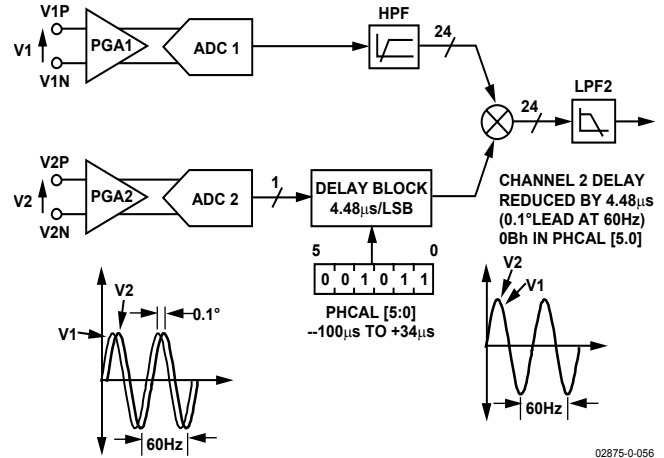 HPF
V1P
V1
V1N
PGA1
ADC 1
24
LPF2
24
V2P
V2
V2N
PGA2
ADC 2
1
DELAY BLOCK
4.48μs/LSB
CHANNEL 2 DELAY
REDUCED BY 4.48μs
(0.1°LEAD AT 60Hz)
0Bh IN PHCAL [5.0]
5 0
0 0 1 0 1 1
PHCAL [5:0]
--100μs TO +34μs
V2
V1
0.1°
60Hz
V2
V1
60Hz
02875-0-056